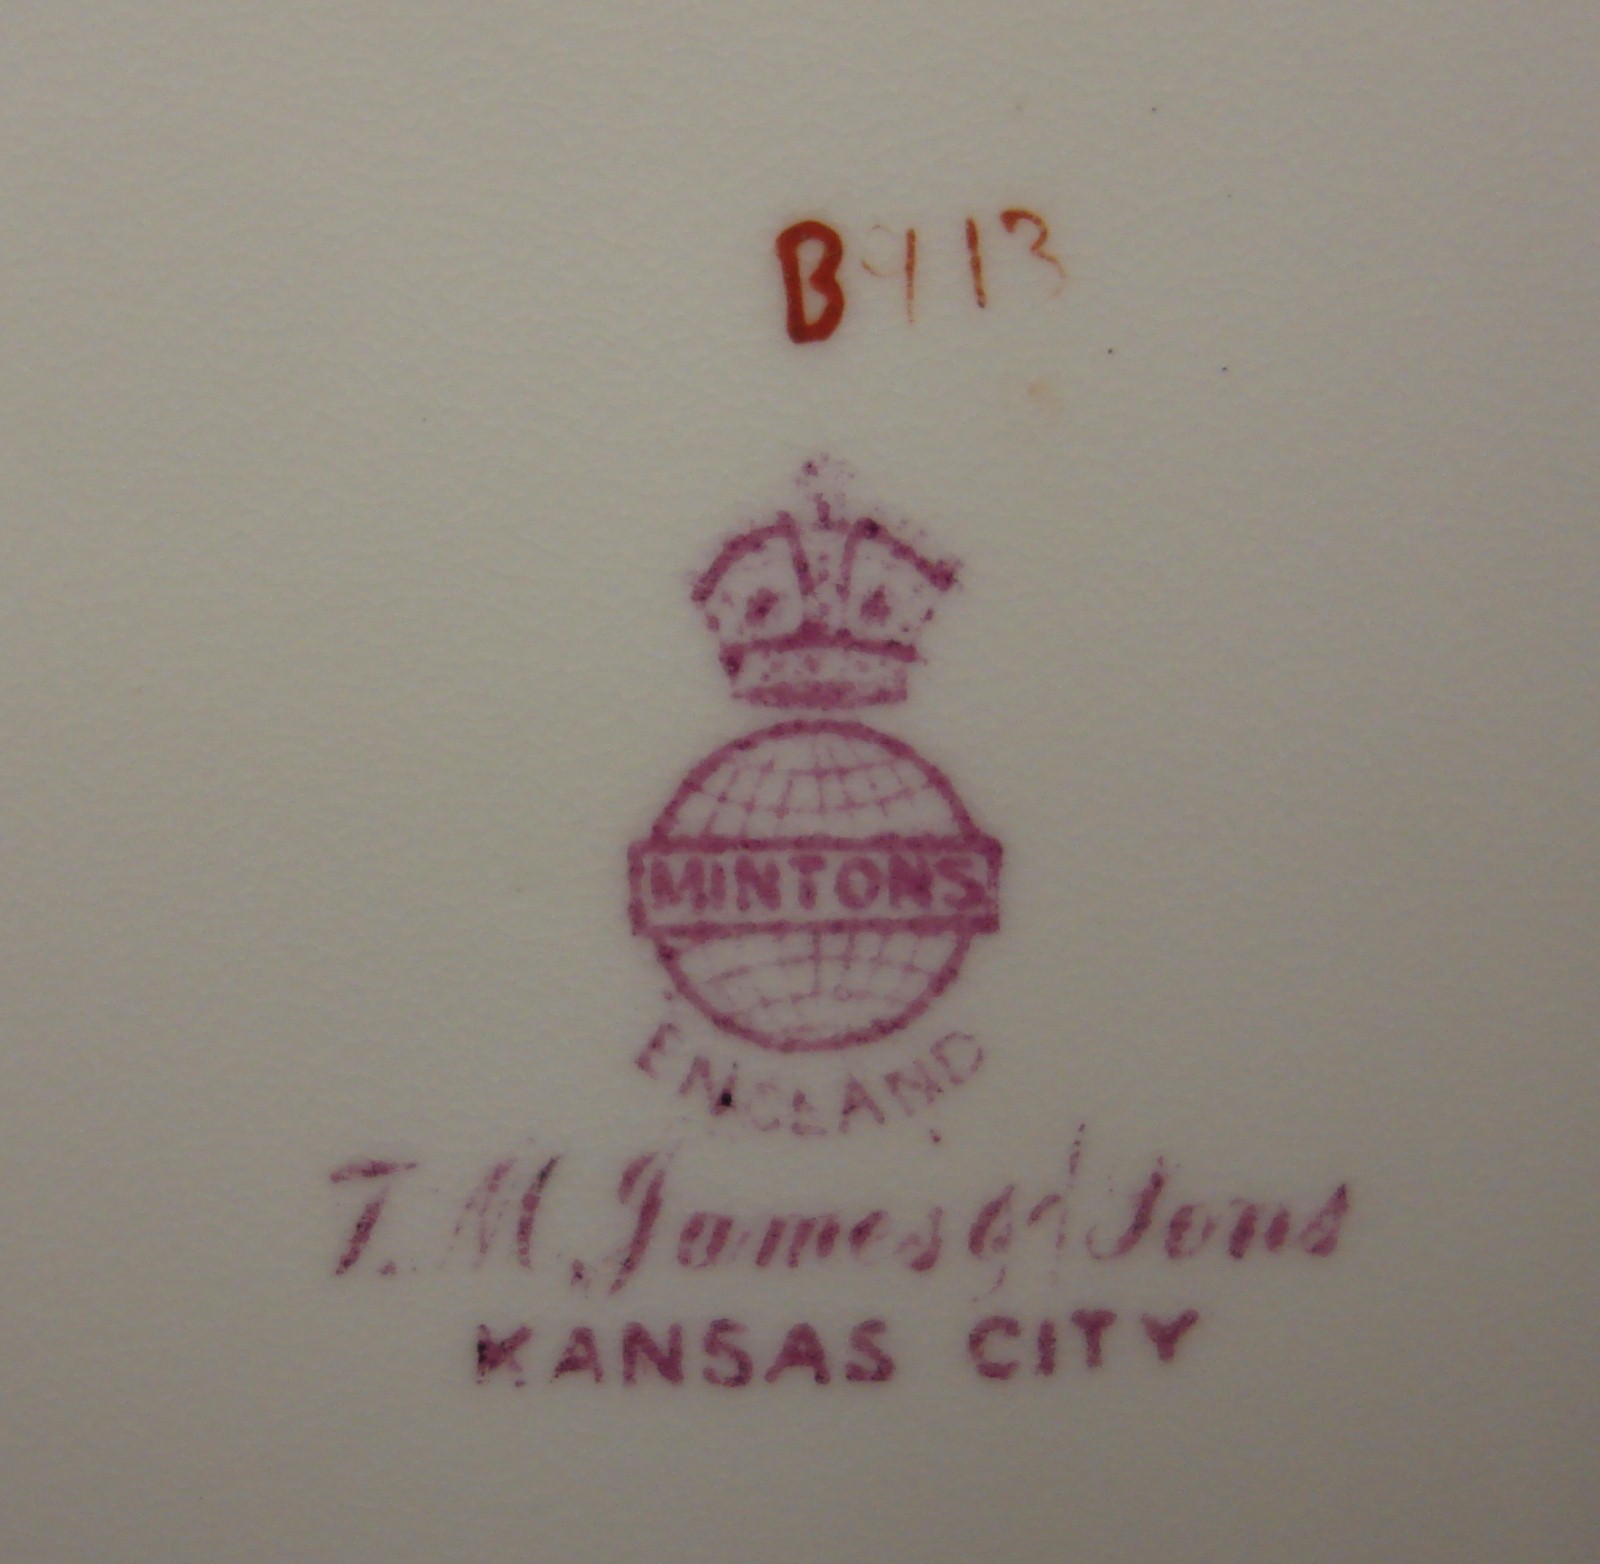 B913
MINTONS
ENGLAND
T. M. James & Sons
KANSAS CITY